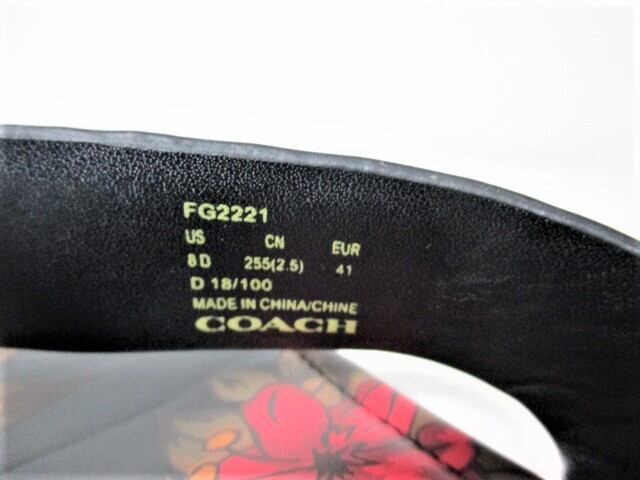 FG2221
US CN EUR
8 D 255(2.5) 41
D 18/100
MADE IN CHINA/CHINE
COACH